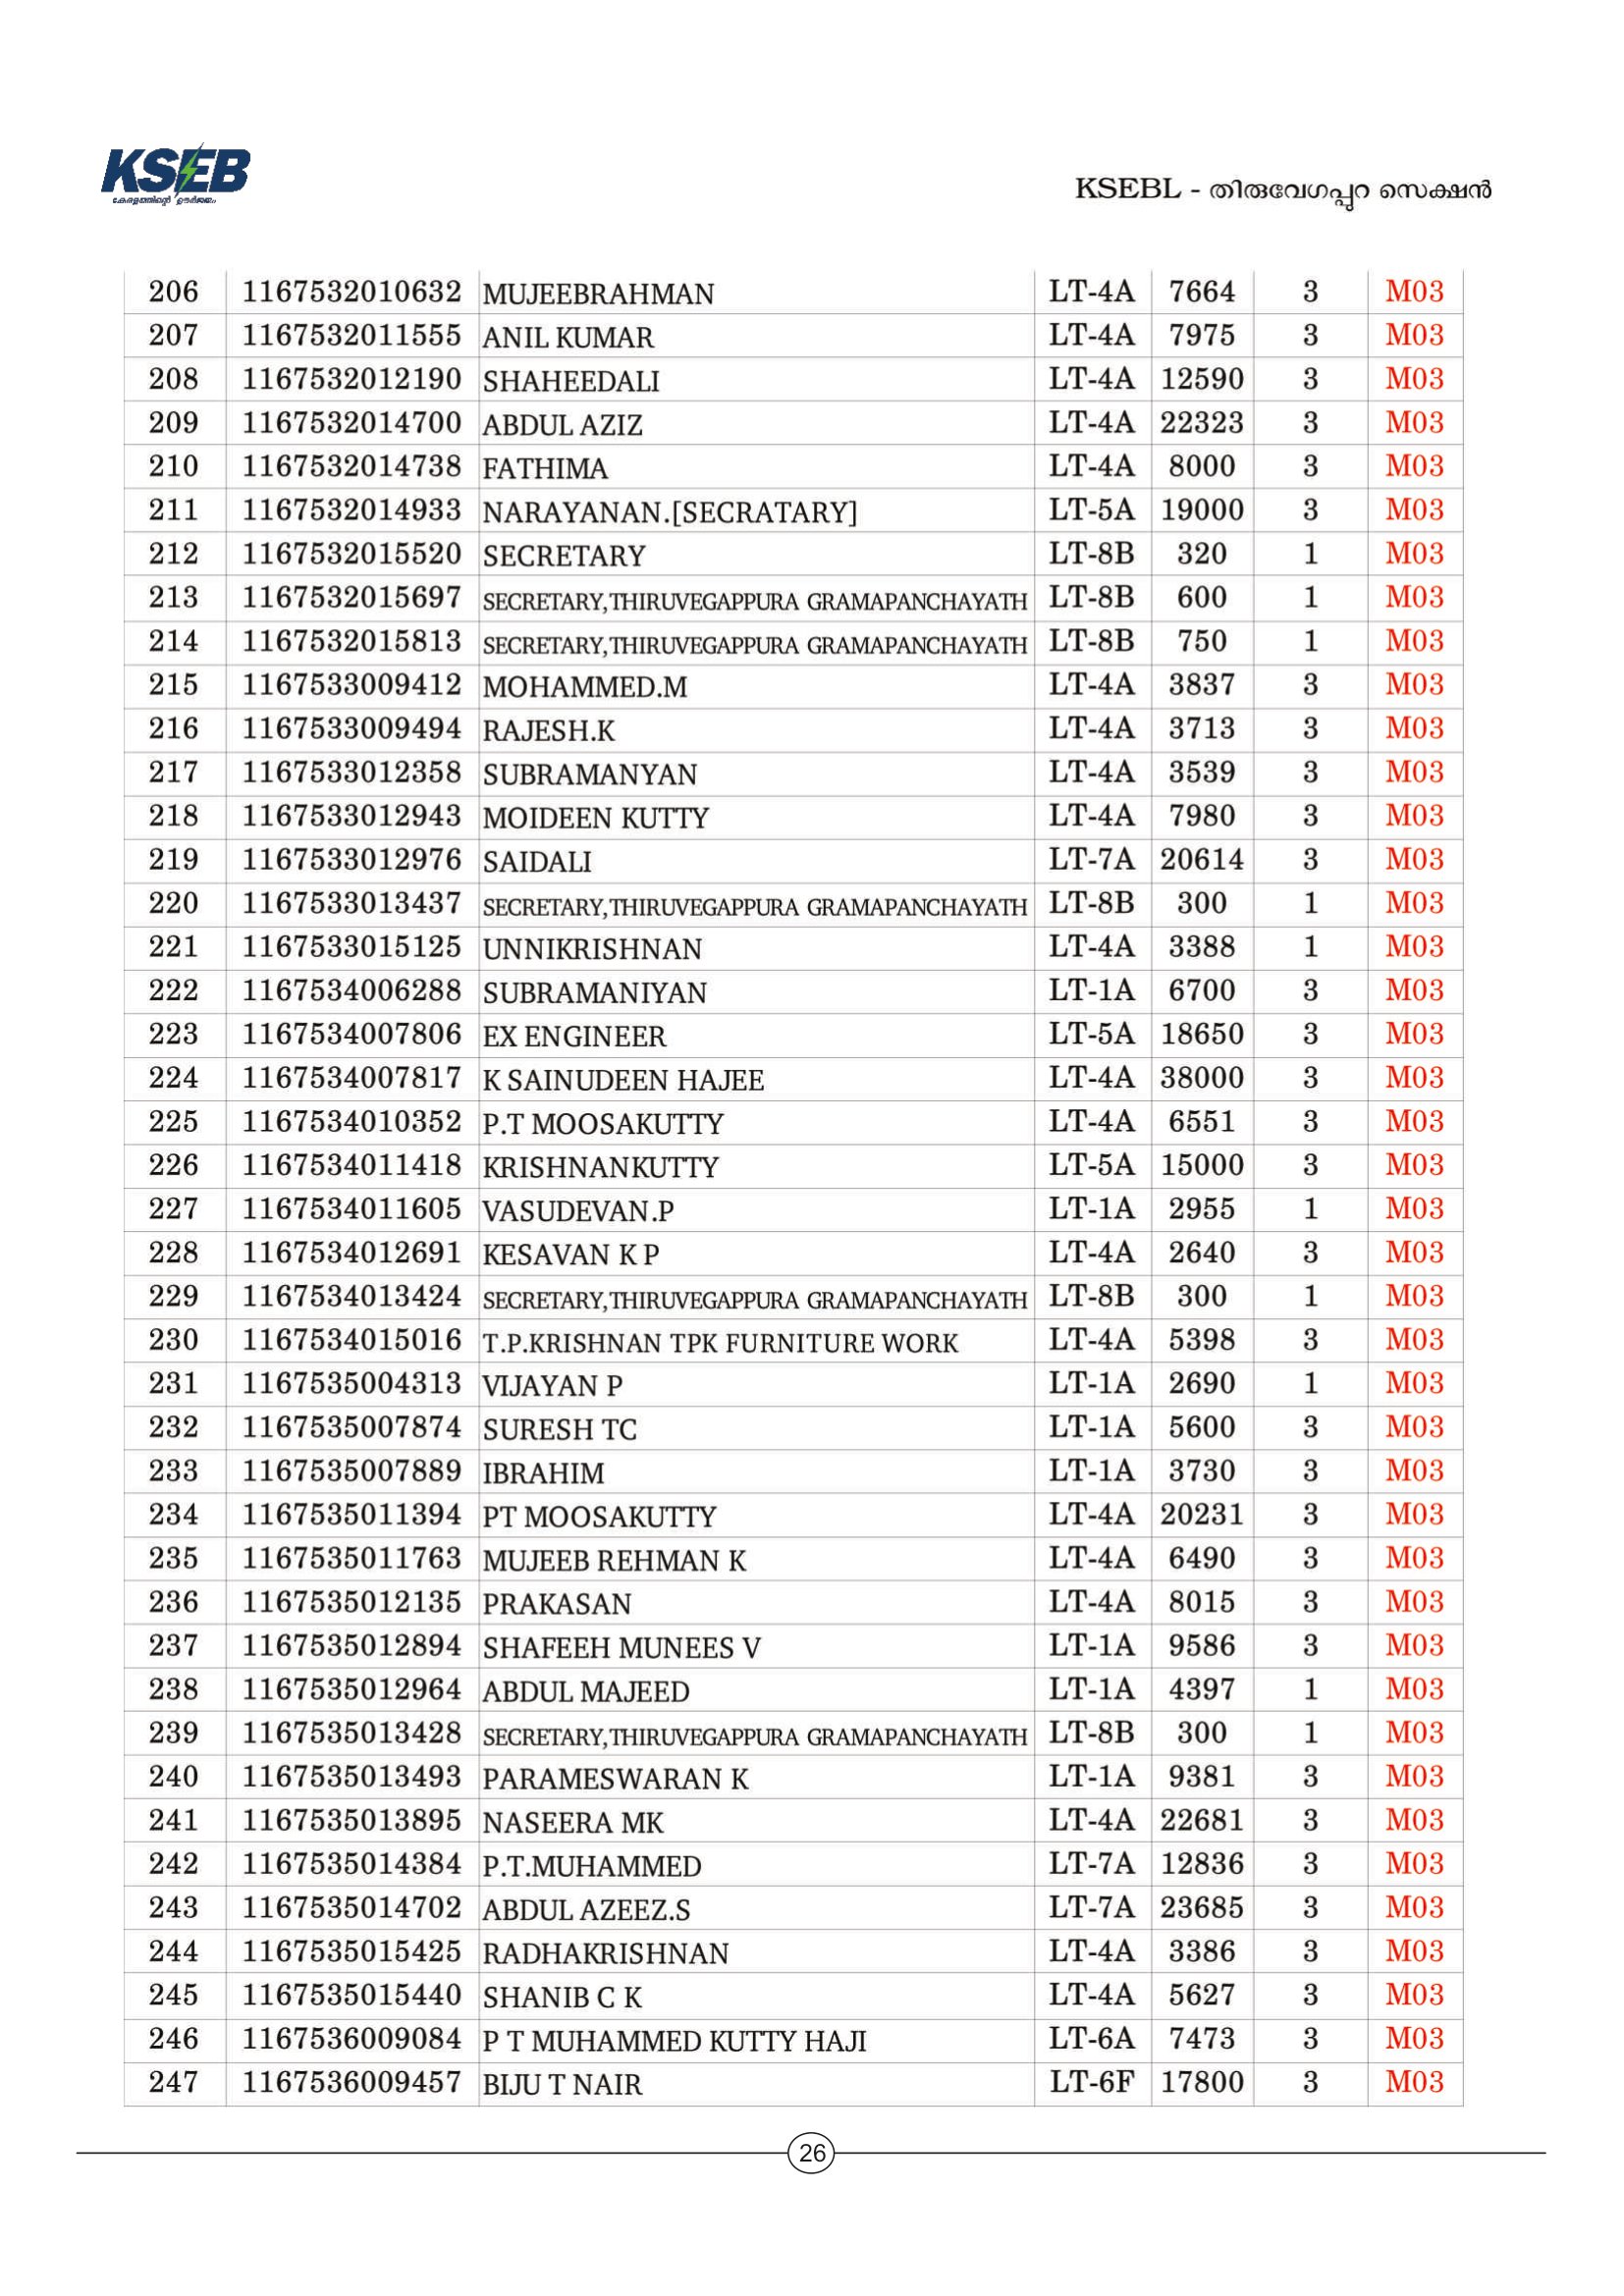 KSEB
കേരളത്തിന്റെ ഊർജ്ജം
KSEBL - തിരുവേഗപ്പുറ സെക്ഷൻ
206 1167532010632 MUJEEBRAHMAN LT-4A 7664 3 M03
207 1167532011555 ANIL KUMAR LT-4A 7975 3 M03
208 1167532012190 SHAHEEDALI LT-4A 12590 3 M03
209 1167532014700 ABDUL AZIZ LT-4A 22323 3 M03
210 1167532014738 FATHIMA LT-4A 8000 3 M03
211 1167532014933 NARAYANAN.[SECRATARY] LT-5A 19000 3 M03
212 1167532015520 SECRETARY LT-8B 320 1 M03
213 1167532015697 SECRETARY,THIRUVEGAPPURA GRAMAPANCHAYATH LT-8B 600 1 M03
214 1167532015813 SECRETARY,THIRUVEGAPPURA GRAMAPANCHAYATH LT-8B 750 1 M03
215 1167533009412 MOHAMMED.M LT-4A 3837 3 M03
216 1167533009494 RAJESH.K LT-4A 3713 3 M03
217 1167533012358 SUBRAMANYAN LT-4A 3539 3 M03
218 1167533012943 MOIDEEN KUTTY LT-4A 7980 3 M03
219 1167533012976 SAIDALI LT-7A 20614 3 M03
220 1167533013437 SECRETARY,THIRUVEGAPPURA GRAMAPANCHAYATH LT-8B 300 1 M03
221 1167533015125 UNNIKRISHNAN LT-4A 3388 1 M03
222 1167534006288 SUBRAMANIYAN LT-1A 6700 3 M03
223 1167534007806 EX ENGINEER LT-5A 18650 3 M03
224 1167534007817 K SAINUDEEN HAJEE LT-4A 38000 3 M03
225 1167534010352 P.T MOOSAKUTTY LT-4A 6551 3 M03
226 1167534011418 KRISHNANKUTTY LT-5A 15000 3 M03
227 1167534011605 VASUDEVAN.P LT-1A 2955 1 M03
228 1167534012691 KESAVAN K P LT-4A 2640 3 M03
229 1167534013424 SECRETARY,THIRUVEGAPPURA GRAMAPANCHAYATH LT-8B 300 1 M03
230 1167534015016 T.P.KRISHNAN TPK FURNITURE WORK LT-4A 5398 3 M03
231 1167535004313 VIJAYAN P LT-1A 2690 1 M03
232 1167535007874 SURESH TC LT-1A 5600 3 M03
233 1167535007889 IBRAHIM LT-1A 3730 3 M03
234 1167535011394 PT MOOSAKUTTY LT-4A 20231 3 M03
235 1167535011763 MUJEEB REHMAN K LT-4A 6490 3 M03
236 1167535012135 PRAKASAN LT-4A 8015 3 M03
237 1167535012894 SHAFEEH MUNEES V LT-1A 9586 3 M03
238 1167535012964 ABDUL MAJEED LT-1A 4397 1 M03
239 1167535013428 SECRETARY,THIRUVEGAPPURA GRAMAPANCHAYATH LT-8B 300 1 M03
240 1167535013493 PARAMESWARAN K LT-1A 9381 3 M03
241 1167535013895 NASEERA MK LT-4A 22681 3 M03
242 1167535014384 P.T.MUHAMMED LT-7A 12836 3 M03
243 1167535014702 ABDUL AZEEZ.S LT-7A 23685 3 M03
244 1167535015425 RADHAKRISHNAN LT-4A 3386 3 M03
245 1167535015440 SHANIB C K LT-4A 5627 3 M03
246 1167536009084 P T MUHAMMED KUTTY HAJI LT-6A 7473 3 M03
247 1167536009457 BIJU T NAIR LT-6F 17800 3 M03
26